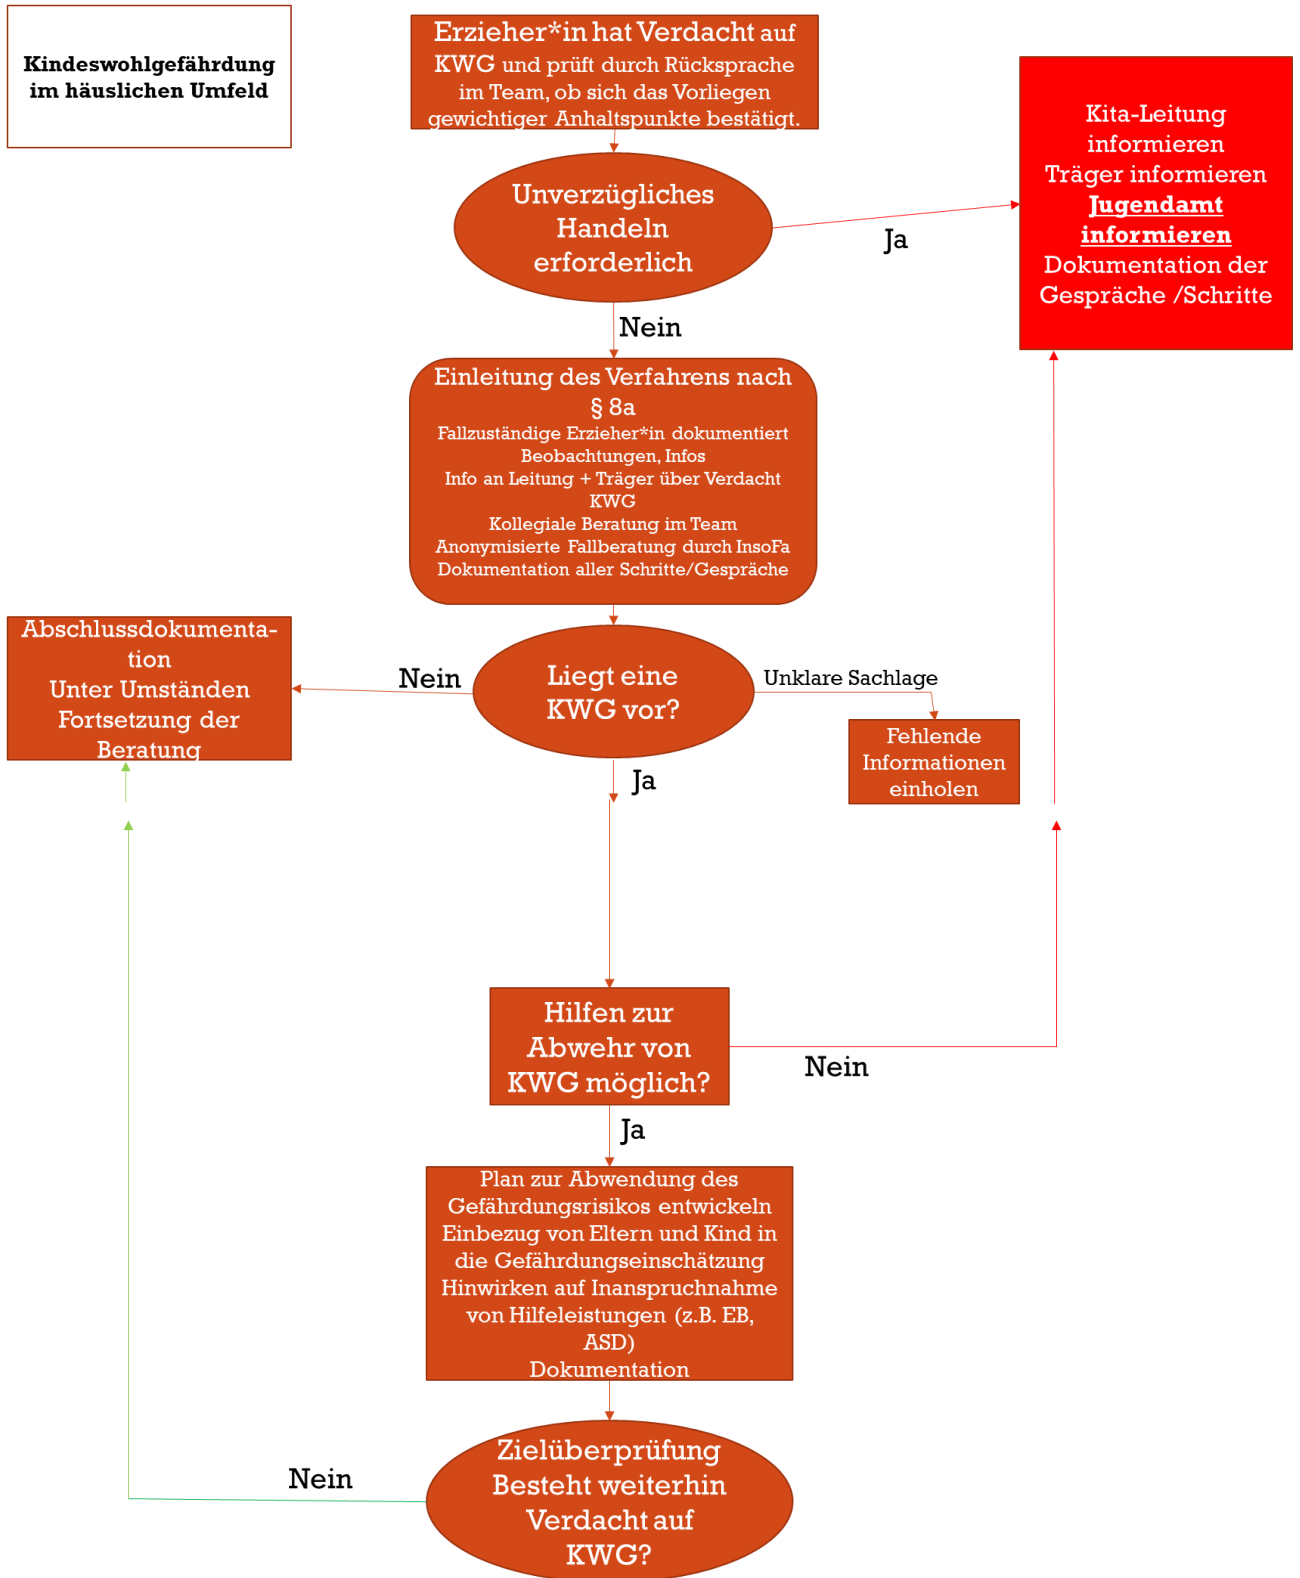 Kindeswohlgefährdung
im häuslichen Umfeld
Erzieher*in hat Verdacht auf
KWG und prüft durch Rücksprache
im Team, ob sich das Vorliegen
gewichtiger Anhaltspunkte bestätigt.
Kita-Leitung
informieren
Träger informieren
Jugendamt
informieren
Dokumentation der
Gespräche /Schritte
Unverzügliches
Handeln
erforderlich
Ja
Nein
Einleitung des Verfahrens nach
§ 8a
Fallzuständige Erzieher*in dokumentiert
Beobachtungen, Infos
Info an Leitung + Träger über Verdacht
KWG
Kollegiale Beratung im Team
Anonymisierte Fallberatung durch InsoFa
Dokumentation aller Schritte/Gespräche
Abschlussdokumenta-
tion
Unter Umständen
Fortsetzung der
Beratung
Nein
Liegt eine
KWG vor?
Unklare Sachlage
Fehlende
Informationen
einholen
Ja
Hilfen zur
Abwehr von
KWG möglich?
Nein
Ja
Plan zur Abwendung des
Gefährdungsrisikos entwickeln
Einbezug von Eltern und Kind in
die Gefährdungseinschätzung
Hinwirken auf Inanspruchnahme
von Hilfeleistungen (z.B. EB,
ASD)
Dokumentation
Nein
Zielüberprüfung
Besteht weiterhin
Verdacht auf
KWG?